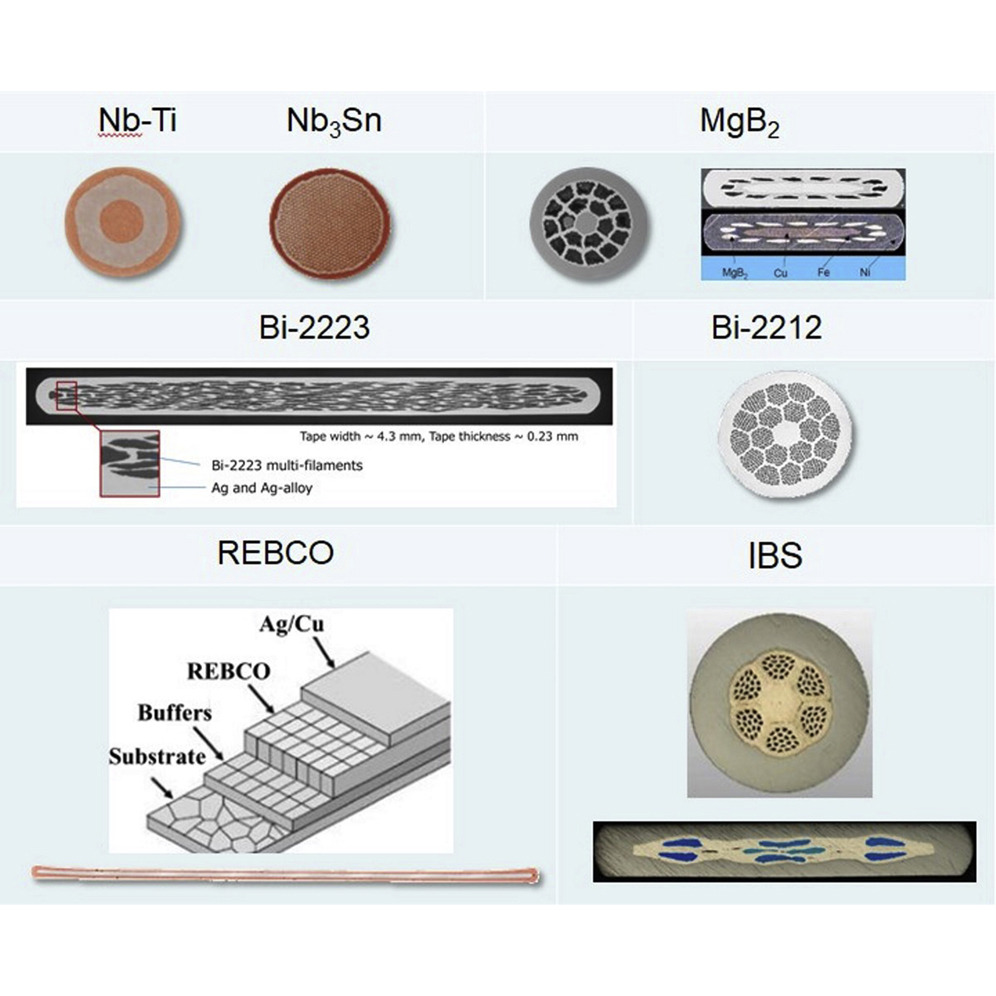 Nb-Ti
Nb₃Sn
MgB₂
MgB₂ Cu Fe Ni
Bi-2223
Bi-2212
Tape width ~ 4.3 mm, Tape thickness ~ 0.23 mm
Bi-2223 multi-filaments
Ag and Ag-alloy
REBCO
IBS
Ag/Cu
REBCO
Buffers
Substrate